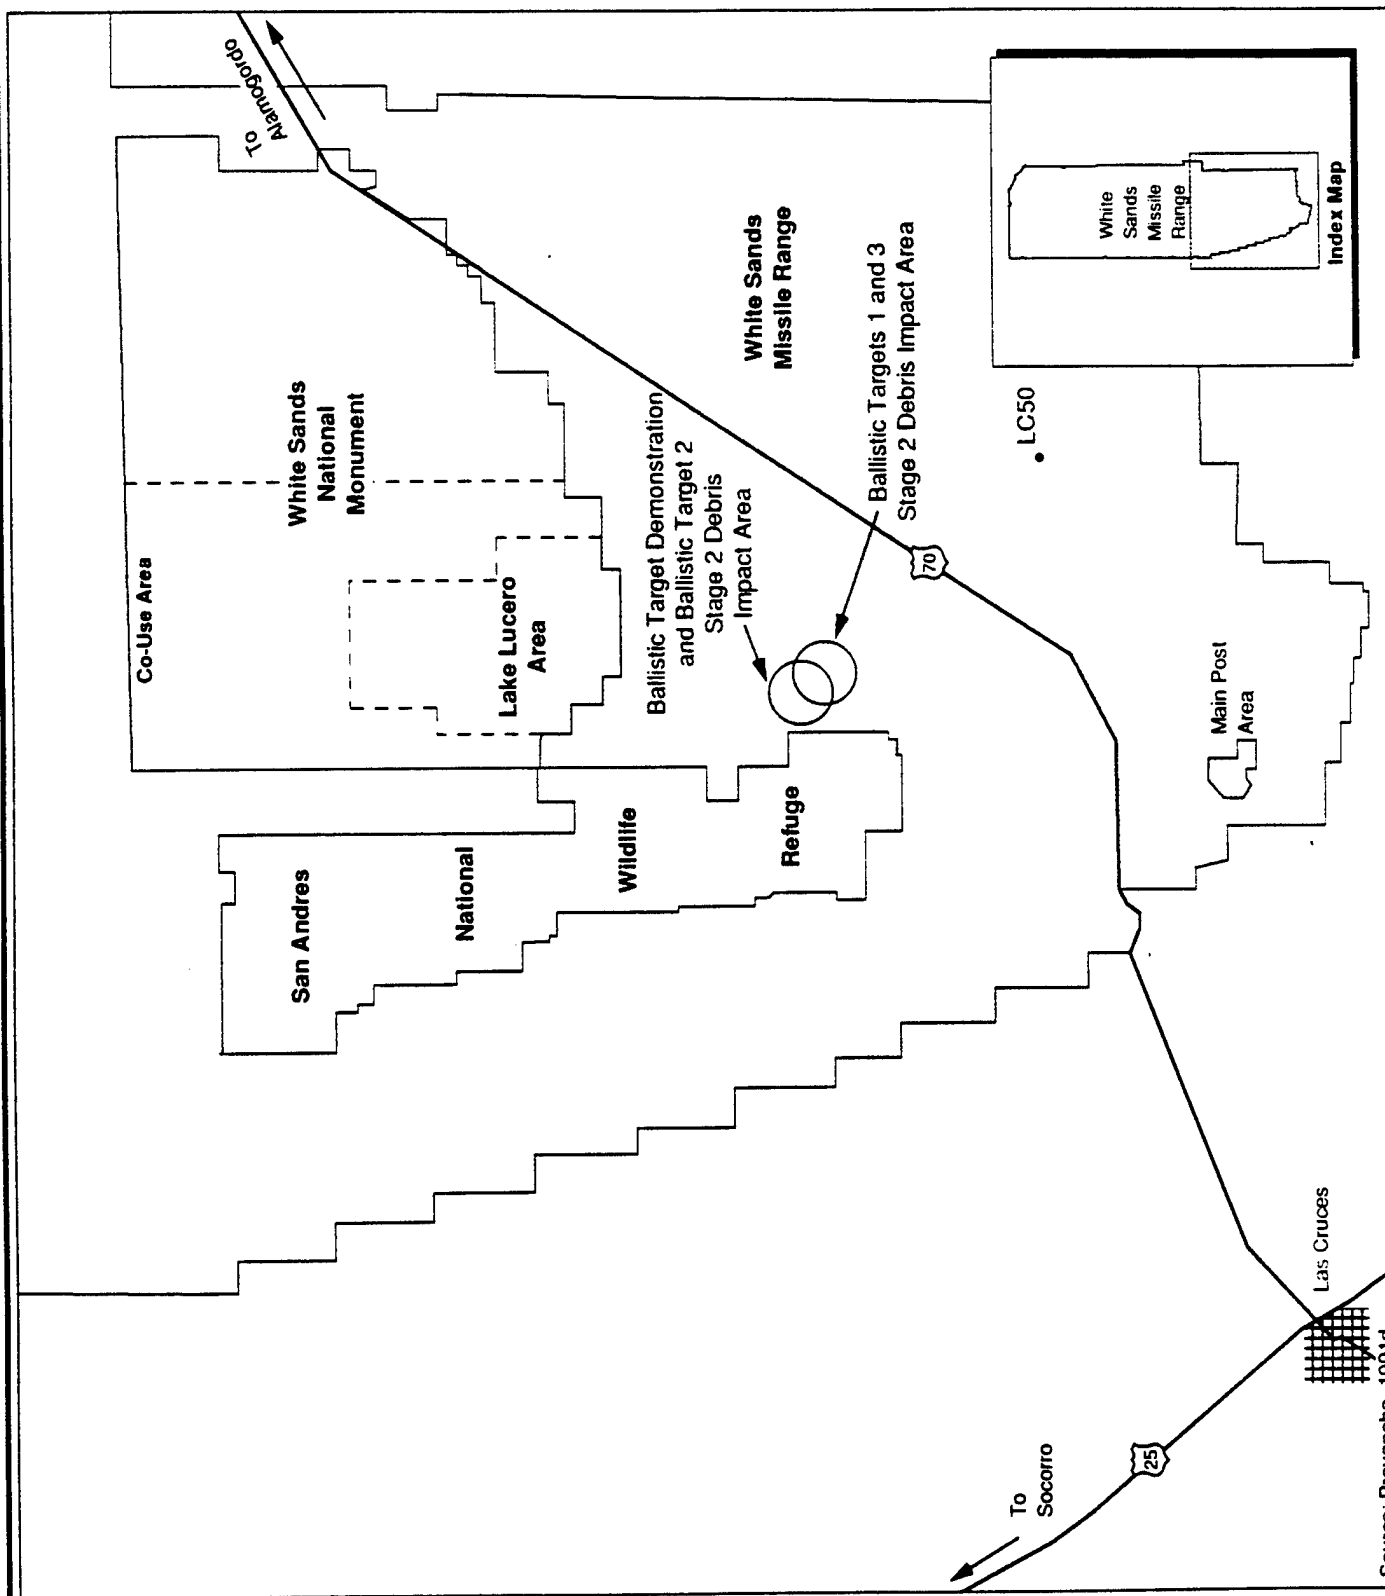 To
Alamogordo
Co-Use Area
White Sands
National
Monument
Lake Lucero
Area
San Andres
National
Wildlife
Refuge
Ballistic Target Demonstration
and Ballistic Target 2
Stage 2 Debris
Impact Area
White Sands
Missile Range
Ballistic Targets 1 and 3
Stage 2 Debris Impact Area
70
LC50
Main Post
Area
White
Sands
Missile
Range
Index Map
Las Cruces
25
To
Socorro